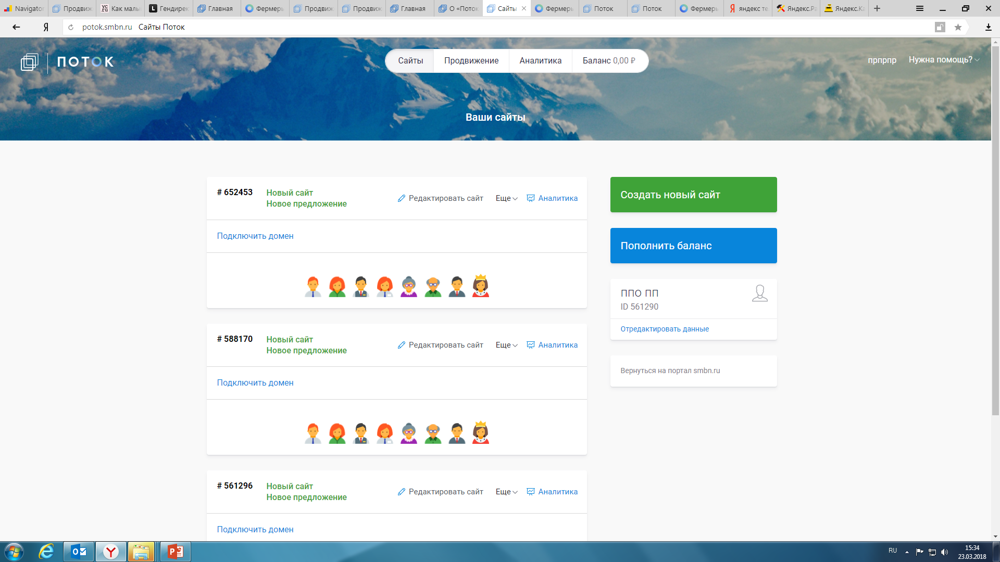 Navigator
Продвиж
Как малы
Гендирек
Главная
Фермерь
Продвиж
Продвиж
Главная
О «Поток
Сайты
Фермерь
Поток
Поток
Фермерь
яндекс те
Яндекс.Ра
Яндекс.Ка
potok.smbn.ru Сайты Поток
ПОТОК
Сайты
Продвижение
Аналитика
Баланс 0,00 ₽
прпрпр
Нужна помощь?
Ваши сайты
# 652453
Новый сайт
Новое предложение
Редактировать сайт
Еще
Аналитика
Подключить домен
# 588170
Новый сайт
Новое предложение
Редактировать сайт
Еще
Аналитика
Подключить домен
# 561296
Новый сайт
Новое предложение
Редактировать сайт
Еще
Аналитика
Подключить домен
Создать новый сайт
Пополнить баланс
ППО ПП
ID 561290
Отредактировать данные
Вернуться на портал smbn.ru
RU
15:34
23.03.2018